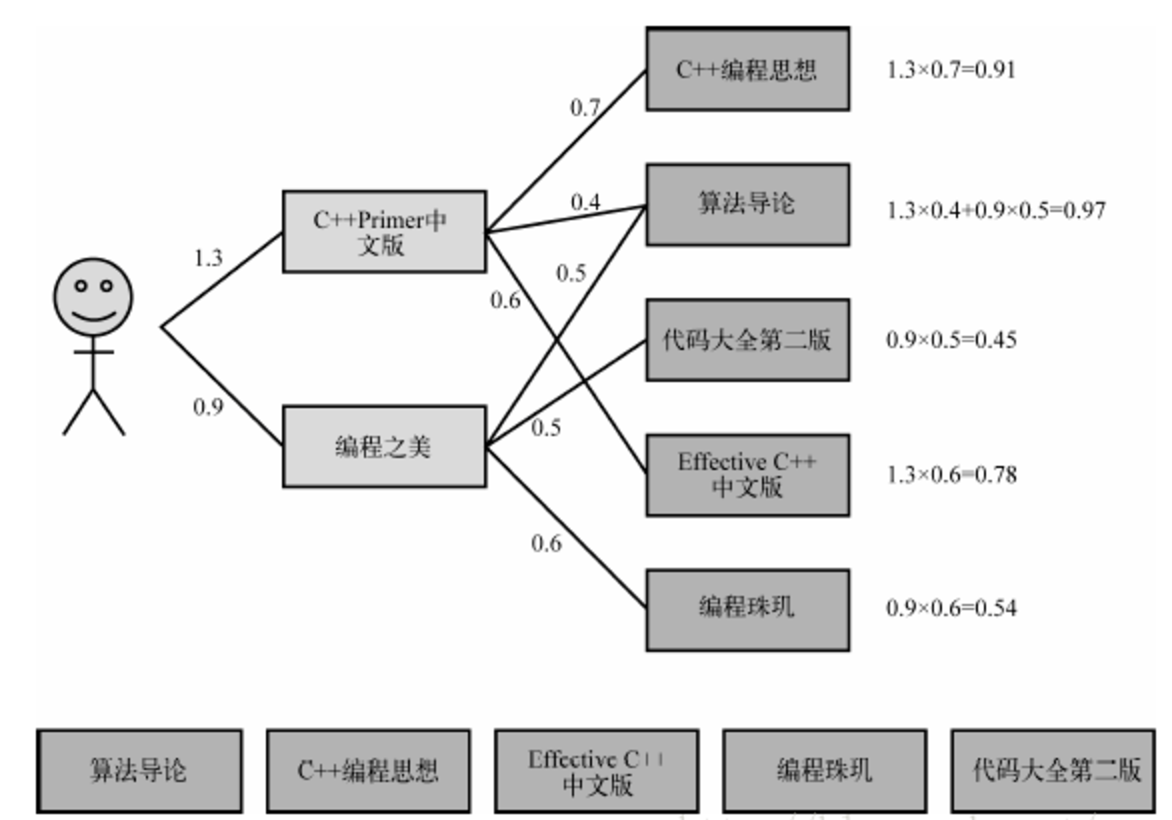 C++编程思想
1.3×0.7=0.91
0.7
算法导论
1.3×0.4+0.9×0.5=0.97
0.4
C++Primer中
文版
1.3
0.5
0.6
代码大全第二版
0.9×0.5=0.45
0.9
编程之美
0.5
Effective C++
中文版
1.3×0.6=0.78
0.6
编程珠玑
0.9×0.6=0.54
算法导论
C++编程思想
Effective C++
中文版
编程珠玑
代码大全第二版